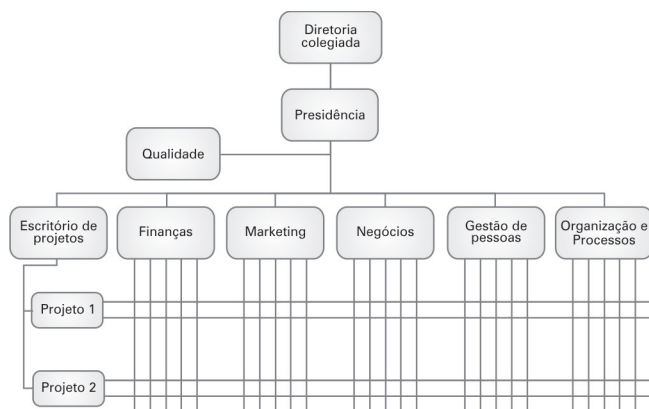 Diretoria
colegiada
Presidência
Qualidade
Escritório de
projetos
Finanças
Marketing
Negócios
Gestão de
pessoas
Organização e
Processos
Projeto 1
Projeto 2